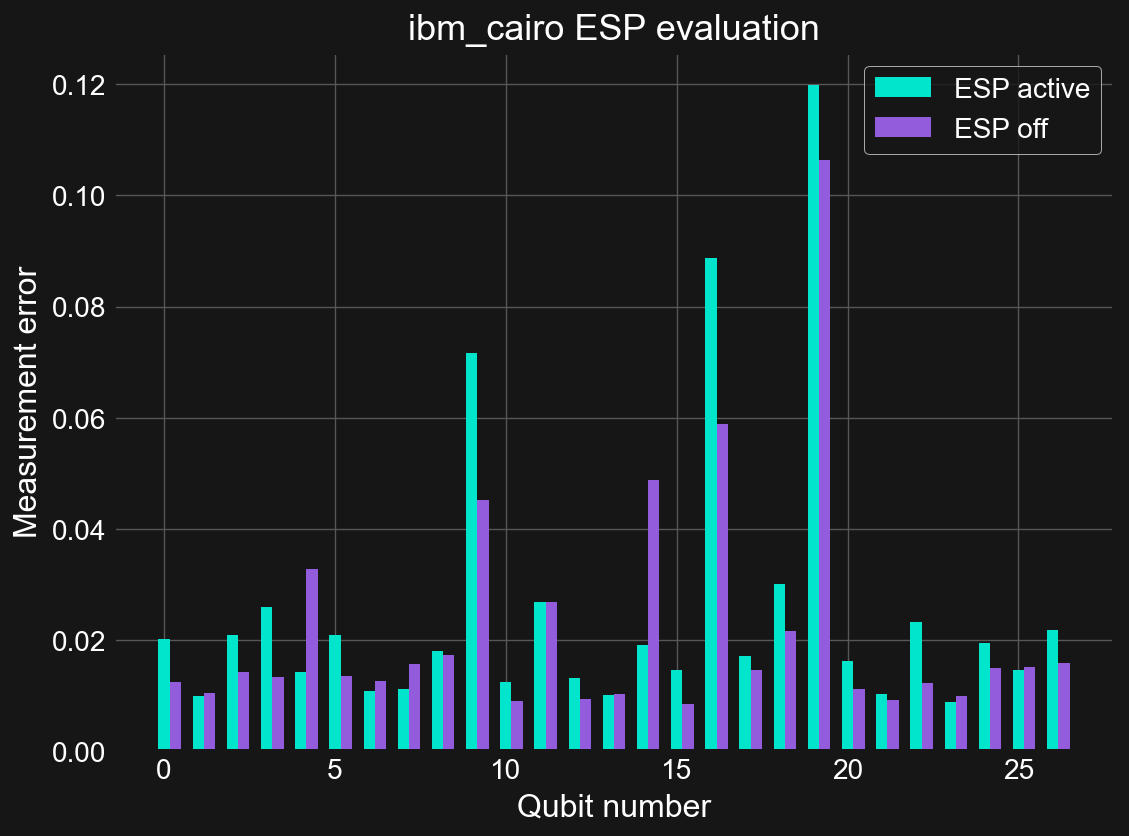 ibm_cairo ESP evaluation
ESP active
ESP off
Measurement error
0.12
0.10
0.08
0.06
0.04
0.02
0.00
0 5 10 15 20 25
Qubit number